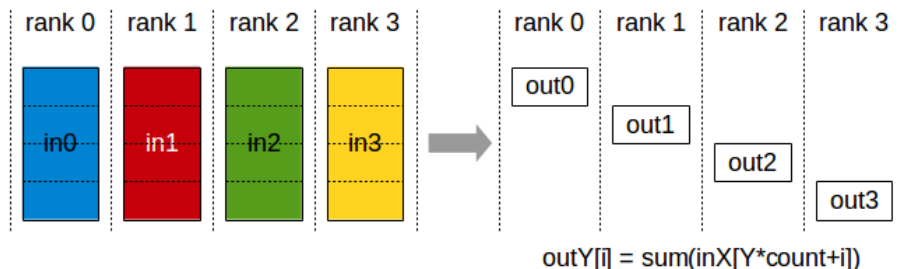 rank 0 rank 1 rank 2 rank 3 rank 0 rank 1 rank 2 rank 3
in0 in1 in2 in3
out0
out1
out2
out3
outY[i] = sum(inX[Y*count+i])